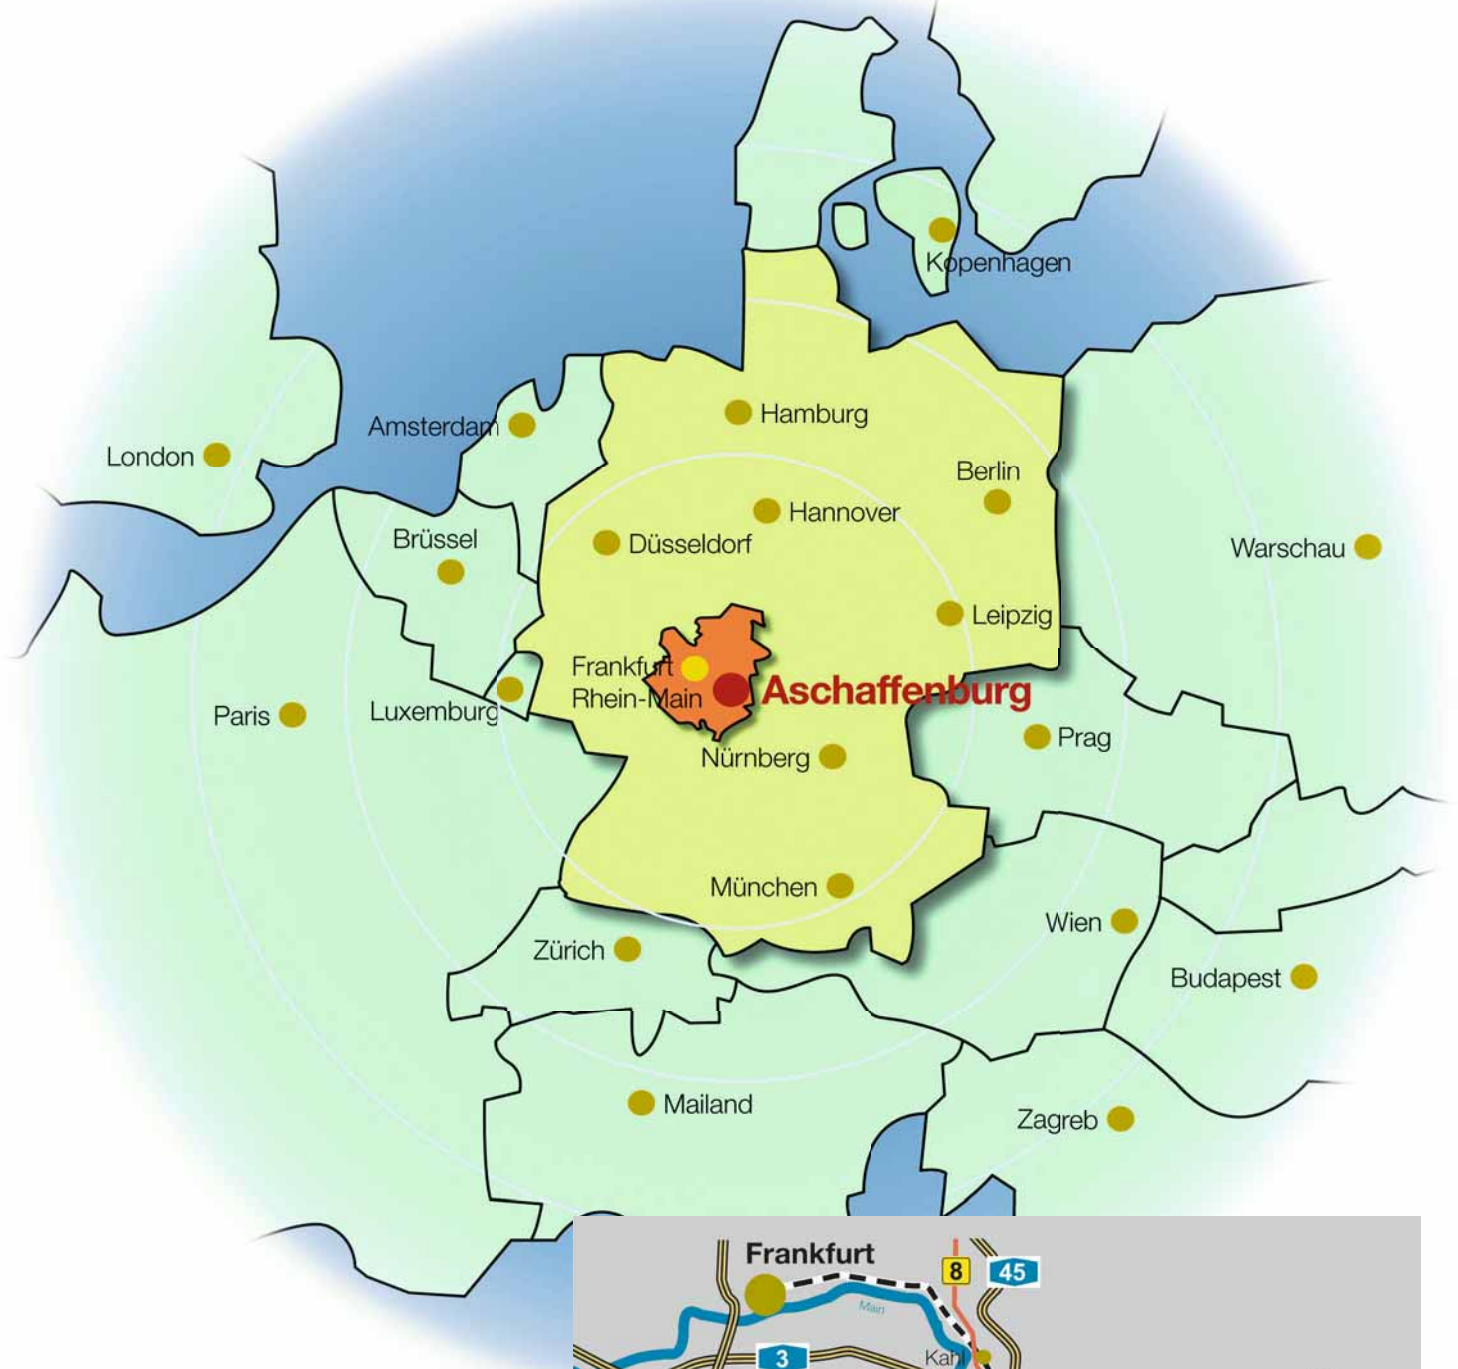 Kopenhagen
Amsterdam
Hamburg
London
Berlin
Hannover
Brüssel
Düsseldorf
Warschau
Leipzig
Frankfurt
Rhein-Main
Aschaffenburg
Paris
Luxemburg
Prag
Nürnberg
München
Wien
Zürich
Budapest
Mailand
Zagreb
Frankfurt
8
45
Main
3
Kahl